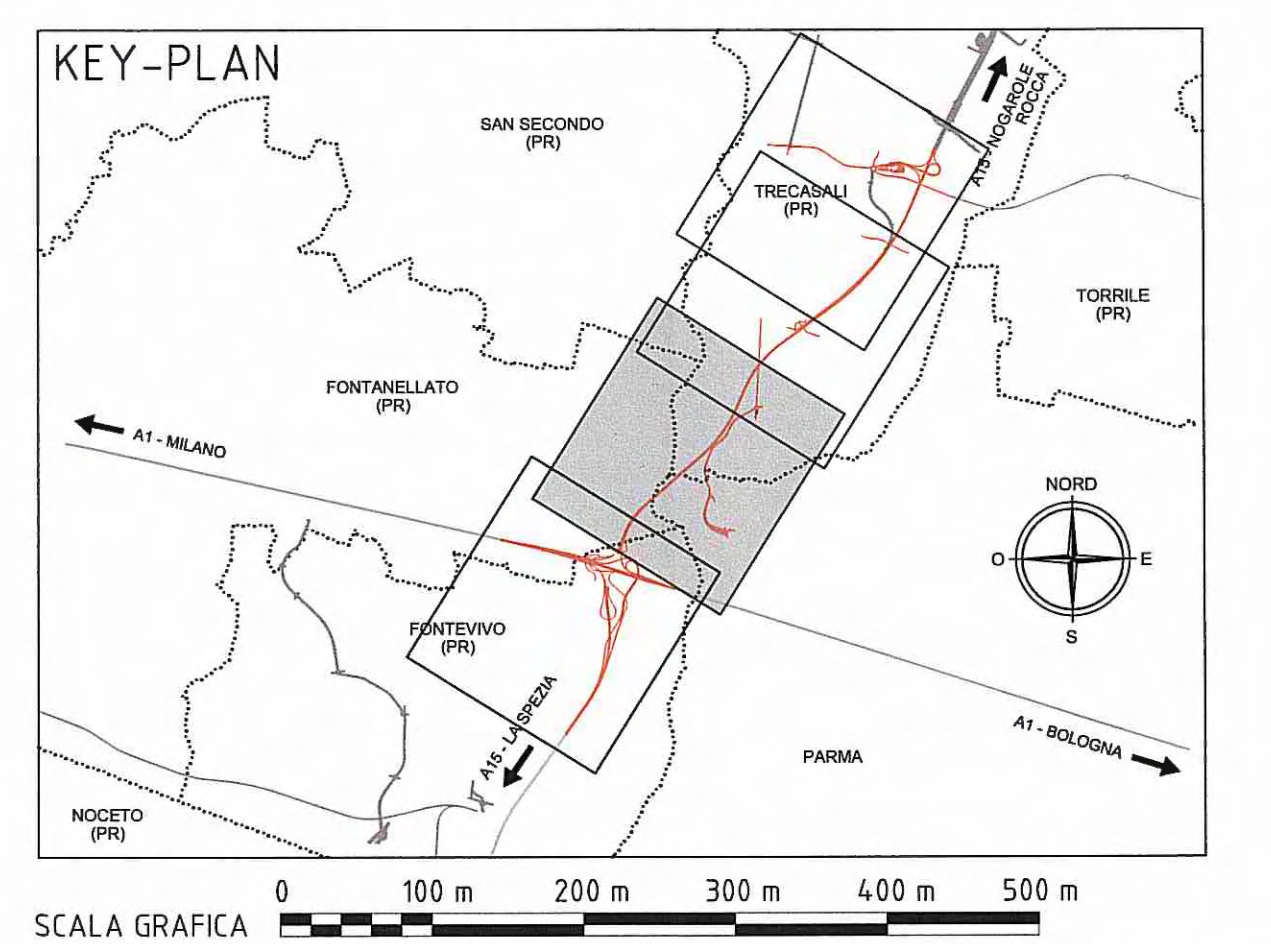 KEY-PLAN
SAN SECONDO
(PR)
A15 - NOGAROLE
ROCCA
TRECASALI
(PR)
TORRILE
(PR)
FONTANELLATO
(PR)
A1 - MILANO
NORD
O
E
S
FONTEVIVO
(PR)
A15 - LA SPEZIA
A1 - BOLOGNA
PARMA
NOCETO
(PR)
0 100 m 200 m 300 m 400 m 500 m
SCALA GRAFICA